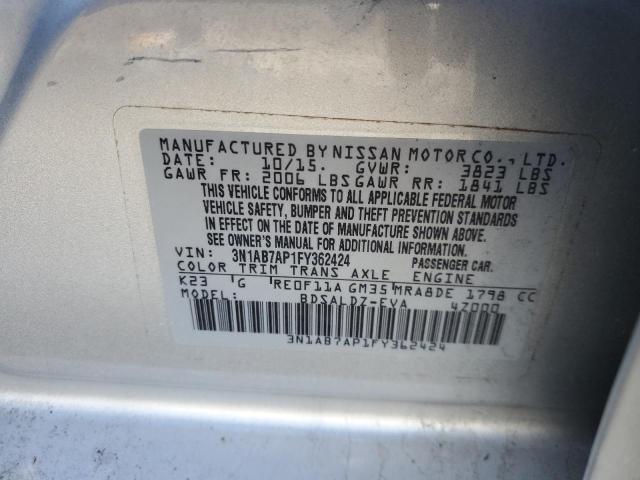 MANUFACTURED BY NISSAN MOTOR CO., LTD.
DATE: 10/15. GVWR: 3823 LBS
GAWR FR: 2006 LBS GAWR RR: 1841 LBS
THIS VEHICLE CONFORMS TO ALL APPLICABLE FEDERAL MOTOR
VEHICLE SAFETY, BUMPER AND THEFT PREVENTION STANDARDS
IN EFFECT ON THE DATE OF MANUFACTURE SHOWN ABOVE.
SEE OWNER'S MANUAL FOR ADDITIONAL INFORMATION.
VIN: 3N1AB7AP1FY362424 PASSENGER CAR.
COLOR TRIM TRANS AXLE ENGINE
K23 G RE0F11A GM35 MRA8DE 1798 CC
MODEL: BDSALDZ-EVA 4Z000
3N1AB7AP1FY362424